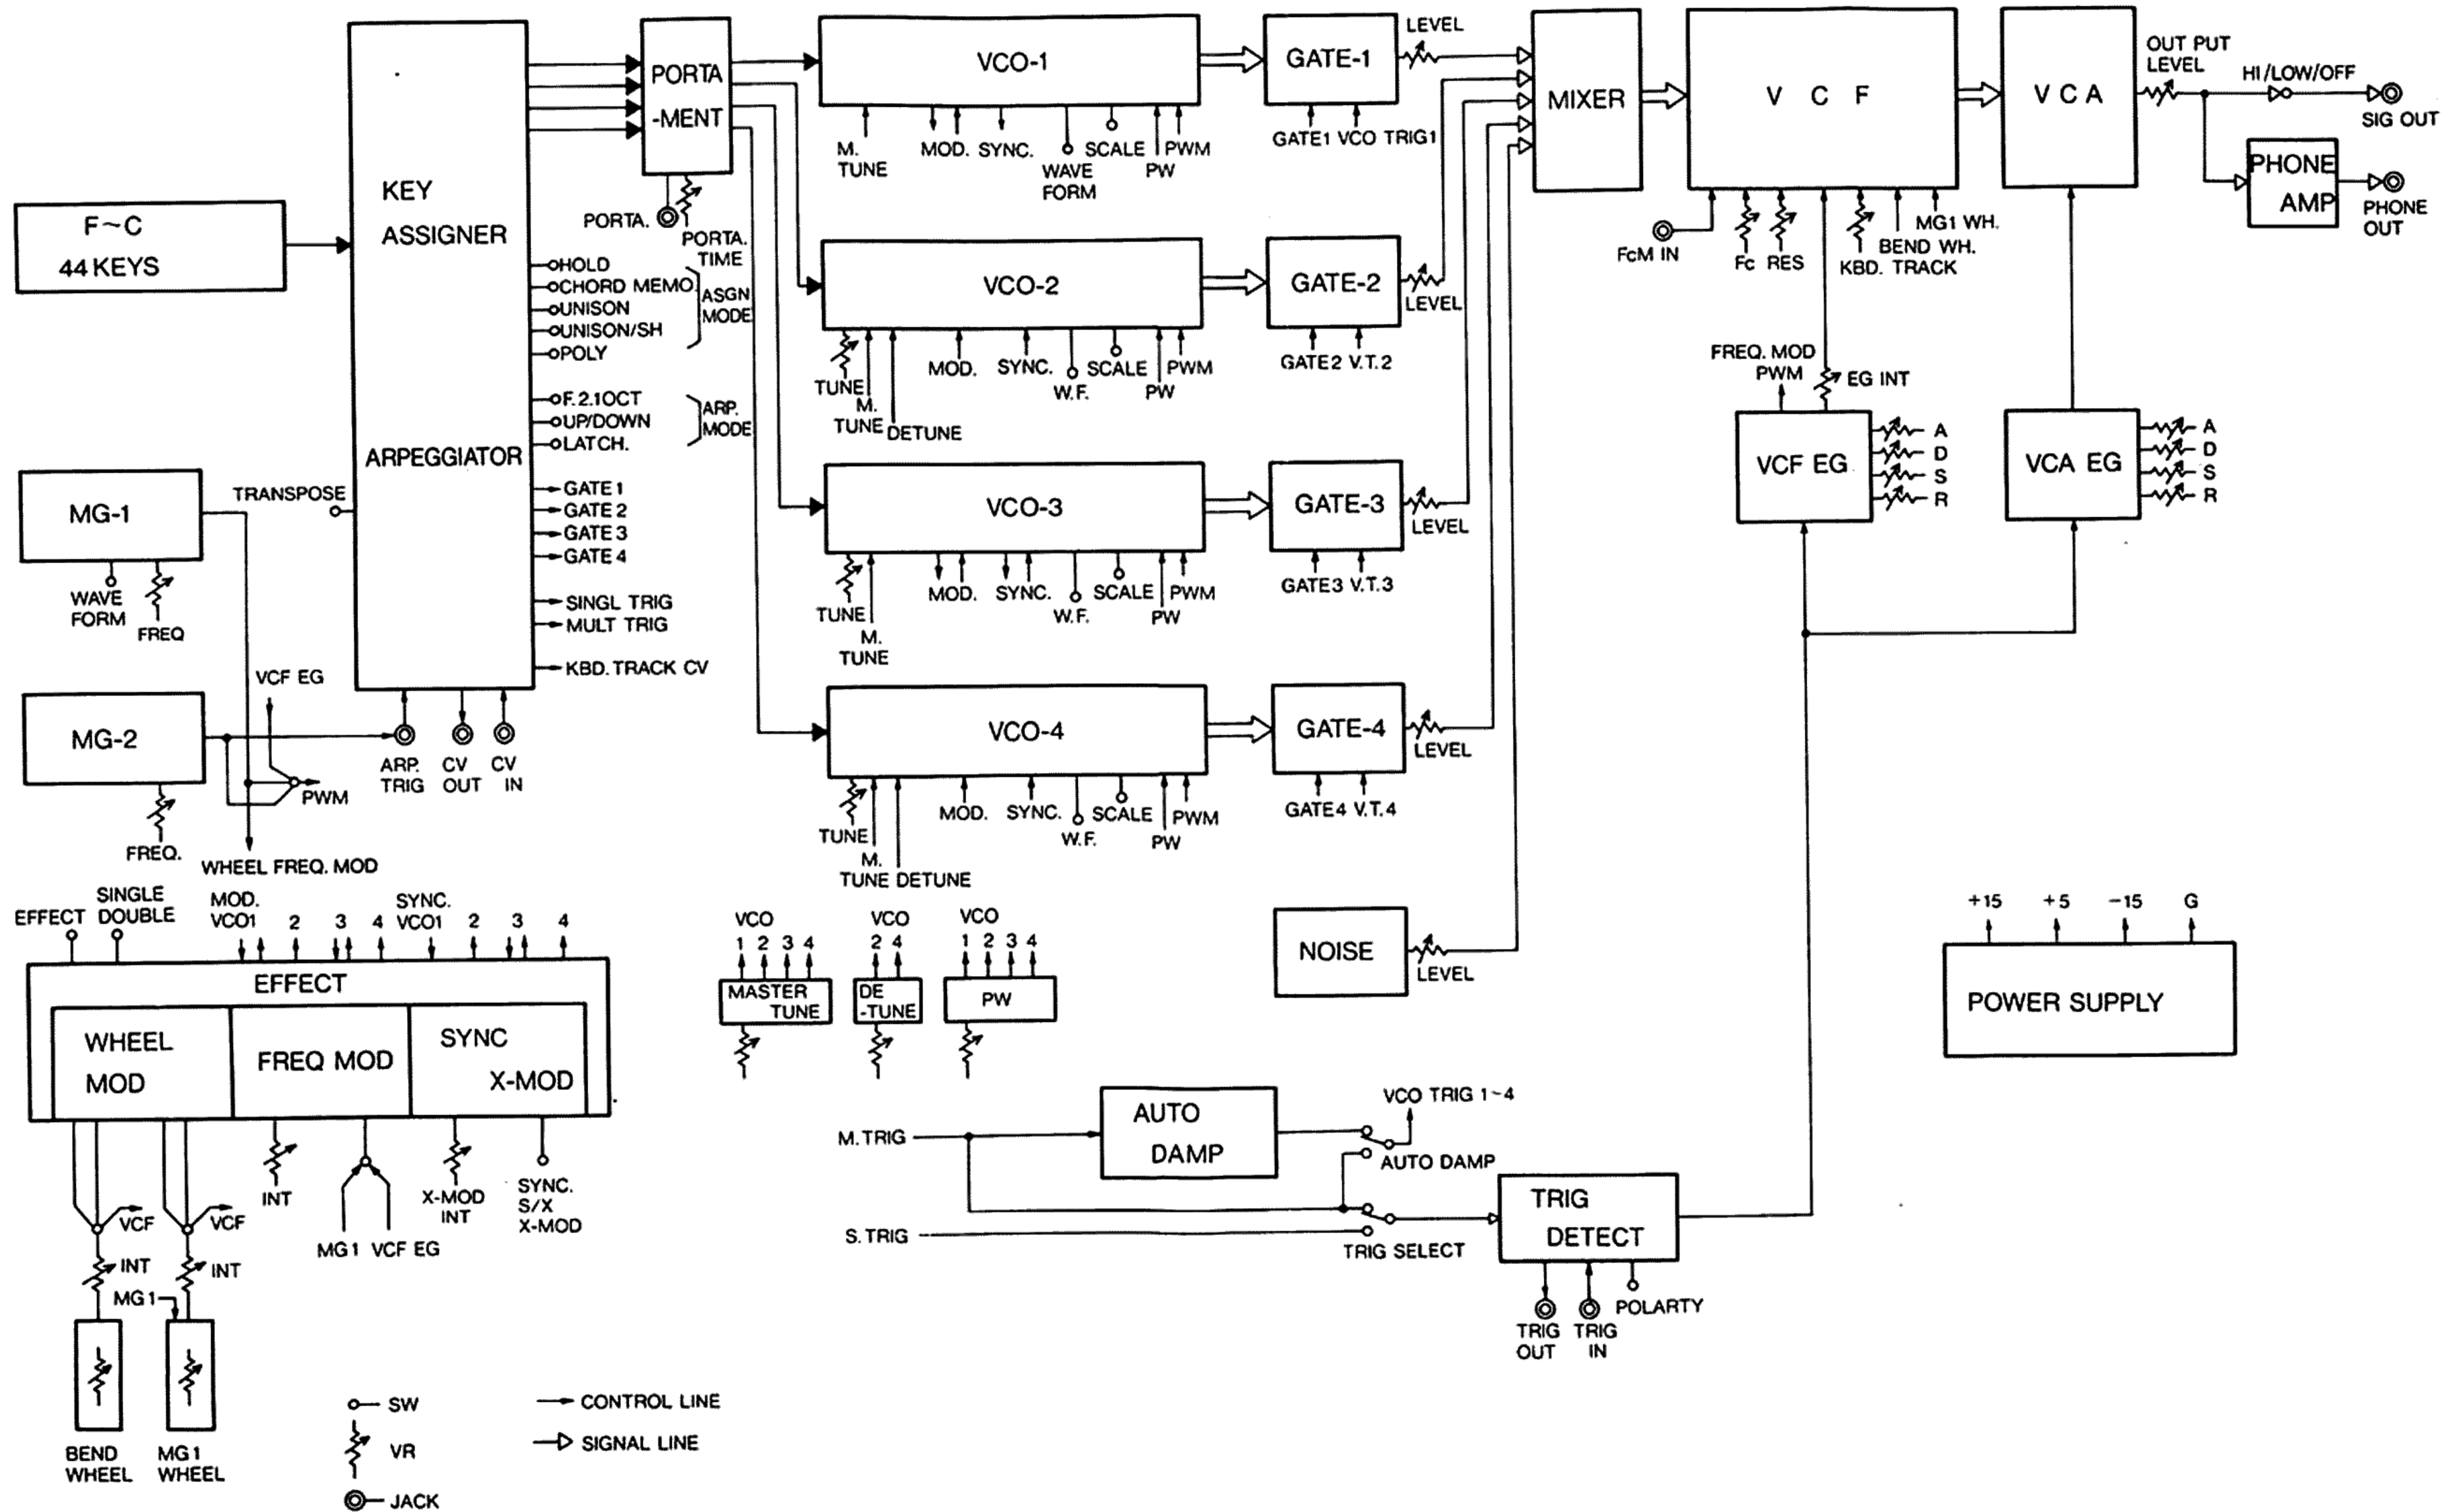 F~C
44 KEYS
KEY
ASSIGNER
ARPEGGIATOR
HOLD
CHORD MEMO
UNISON
UNISON/SH
POLY
ASGN
MODE
F.2.1OCT
UP/DOWN
LATCH.
ARP.
MODE
GATE 1
GATE 2
GATE 3
GATE 4
SINGL TRIG
MULT TRIG
KBD. TRACK CV
TRANSPOSE
ARP.
TRIG
CV
OUT
CV
IN
PORTA
-MENT
PORTA.
PORTA.
TIME
MG-1
WAVE
FORM
FREQ
MG-2
FREQ.
VCF EG
PWM
WHEEL FREQ. MOD
VCO-1
M.
TUNE
MOD.
SYNC.
WAVE
FORM
SCALE
PW
PWM
GATE-1
LEVEL
GATE1 VCO TRIG1
VCO-2
TUNE
M.
TUNE
DETUNE
MOD.
SYNC.
W.F.
SCALE
PW
PWM
GATE-2
LEVEL
GATE2 V.T.2
VCO-3
TUNE
M.
TUNE
MOD.
SYNC.
W.F.
SCALE
PW
PWM
GATE-3
LEVEL
GATE3 V.T.3
VCO-4
TUNE
M.
TUNE DETUNE
MOD.
SYNC.
W.F.
SCALE
PW
PWM
GATE-4
LEVEL
GATE4 V.T.4
NOISE
LEVEL
MIXER
V C F
FcM IN
Fc RES
KBD. TRACK
BEND WH.
MG1 WH.
VCA
OUT PUT
LEVEL
HI/LOW/OFF
SIG OUT
PHONE
AMP
PHONE
OUT
FREQ. MOD
PWM
EG INT
VCF EG
A
D
S
R
VCA EG
A
D
S
R
EFFECT
SINGLE
DOUBLE
MOD.
VCO1 2 3 4
SYNC.
VCO1 2 3 4
EFFECT
WHEEL
MOD
FREQ MOD
SYNC
X-MOD
VCF
VCF
INT
INT
MG1
BEND
WHEEL
MG1
WHEEL
INT
MG1 VCF EG
X-MOD
INT
SYNC.
S/X
X-MOD
VCO
1 2 3 4
MASTER
TUNE
VCO
2 4
DE
-TUNE
VCO
1 2 3 4
PW
M. TRIG
S. TRIG
AUTO
DAMP
VCO TRIG 1~4
AUTO DAMP
TRIG SELECT
TRIG
DETECT
TRIG
OUT
TRIG
IN
POLARTY
+15 +5 -15 G
POWER SUPPLY
SW
VR
JACK
CONTROL LINE
SIGNAL LINE